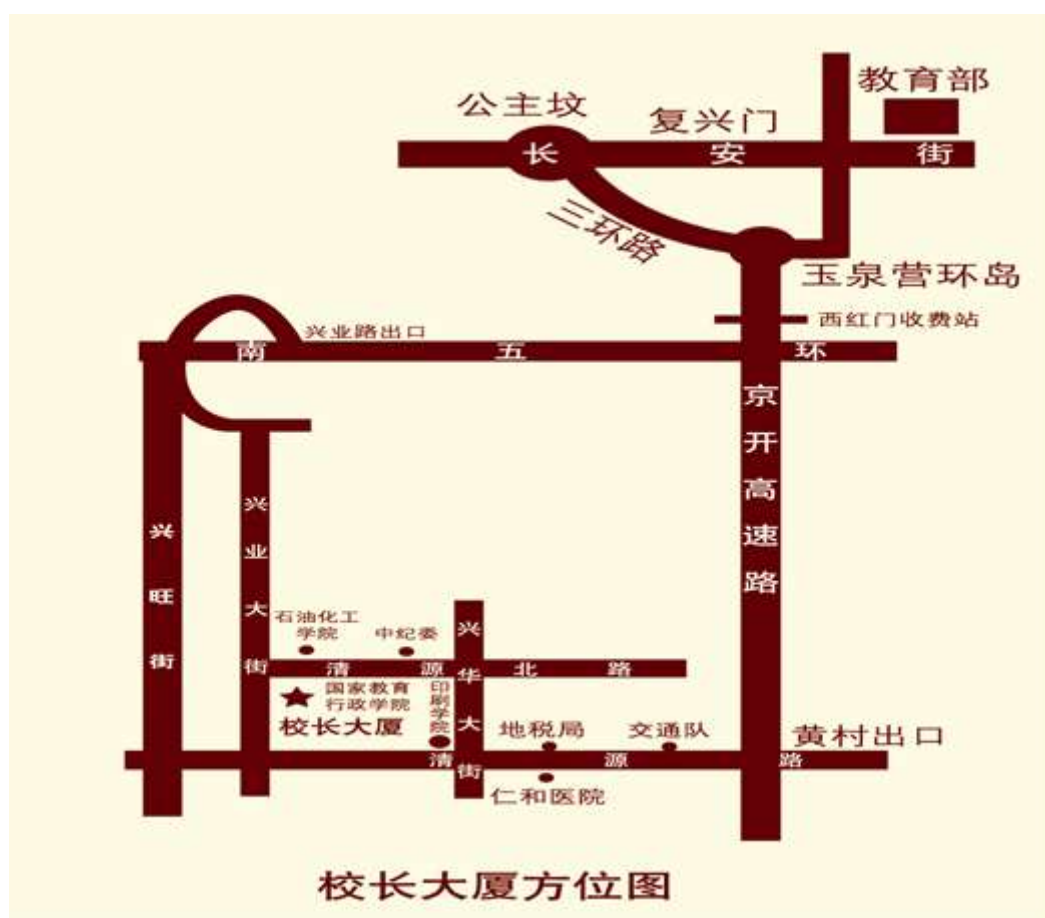 教育部
公主坟
复兴门
长安街
三环路
玉泉营环岛
西红门收费站
兴业路出口
南五环
京开高速路
兴旺街
兴业大街
石油化工
学院
中纪委
兴华大街
清源北路
国家教育
行政学院
印刷学院
校长大厦
地税局
交通队
黄村出口
清源路
仁和医院
校长大厦方位图